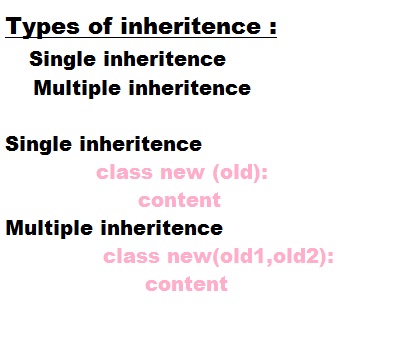 Types of inheritence :
Single inheritence
Multiple inheritence
Single inheritence
class new (old):
content
Multiple inheritence
class new(old1,old2):
content